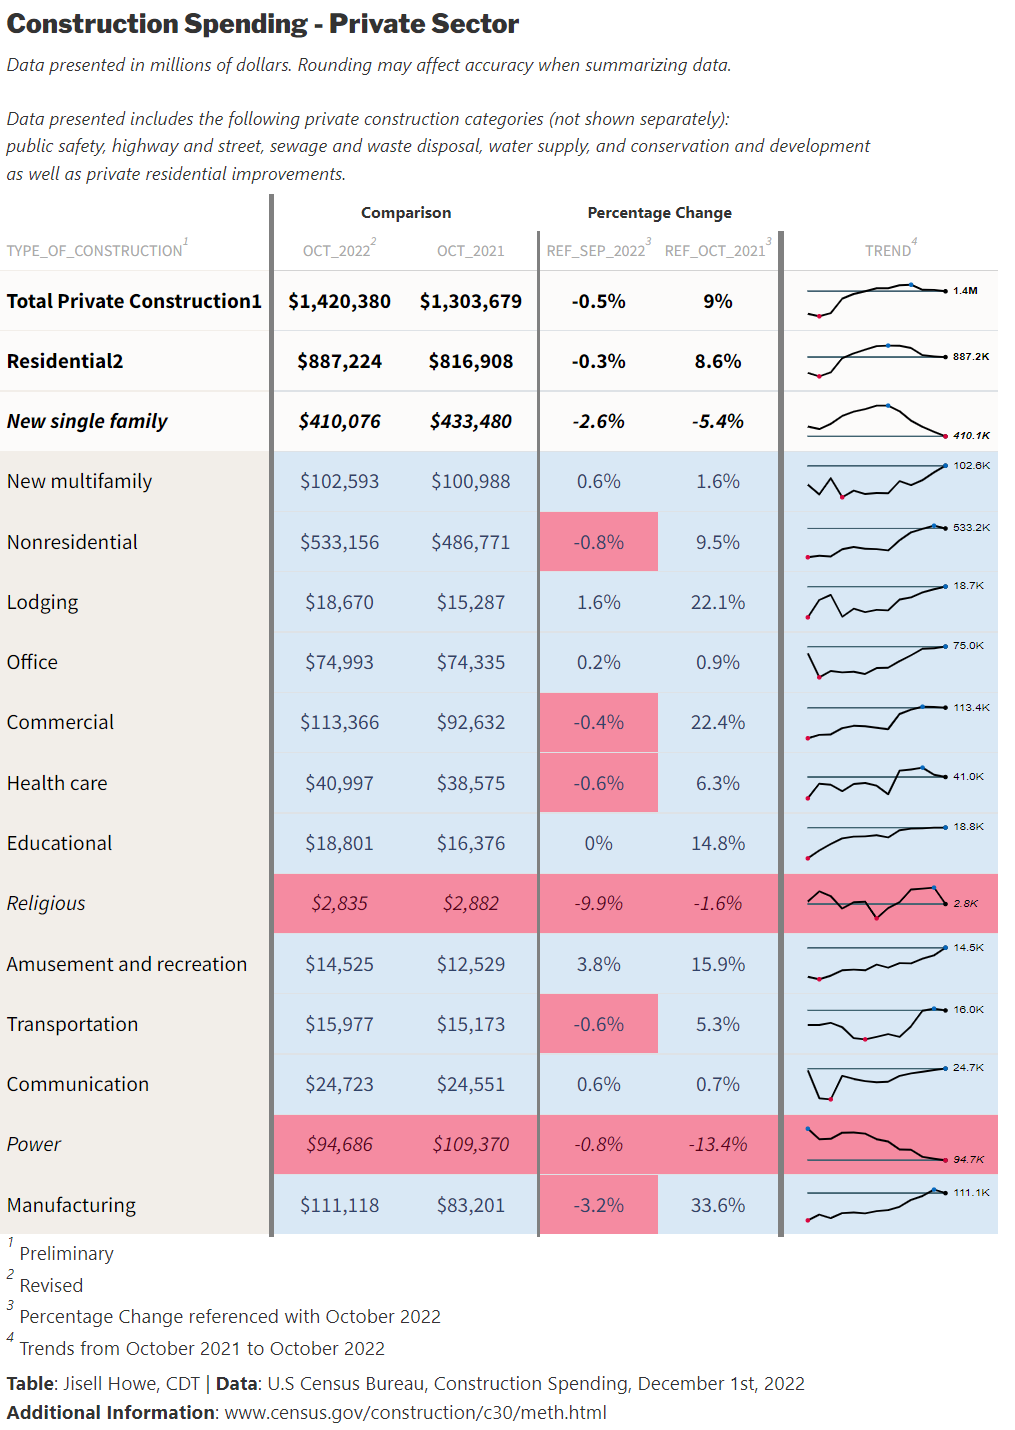 Construction Spending - Private Sector
Data presented in millions of dollars. Rounding may affect accuracy when summarizing data.
Data presented includes the following private construction categories (not shown separately):
public safety, highway and street, sewage and waste disposal, water supply, and conservation and development
as well as private residential improvements.
Comparison Percentage Change
TYPE_OF_CONSTRUCTION1 OCT_20222 OCT_2021 REF_SEP_20223 REF_OCT_20213 TREND4
Total Private Construction1 $1,420,380 $1,303,679 -0.5% 9% 1.4M
Residential2 $887,224 $816,908 -0.3% 8.6% 887.2K
New single family $410,076 $433,480 -2.6% -5.4% 410.1K
New multifamily $102,593 $100,988 0.6% 1.6% 102.6K
Nonresidential $533,156 $486,771 -0.8% 9.5% 533.2K
Lodging $18,670 $15,287 1.6% 22.1% 18.7K
Office $74,993 $74,335 0.2% 0.9% 75.0K
Commercial $113,366 $92,632 -0.4% 22.4% 113.4K
Health care $40,997 $38,575 -0.6% 6.3% 41.0K
Educational $18,801 $16,376 0% 14.8% 18.8K
Religious $2,835 $2,882 -9.9% -1.6% 2.8K
Amusement and recreation $14,525 $12,529 3.8% 15.9% 14.5K
Transportation $15,977 $15,173 -0.6% 5.3% 16.0K
Communication $24,723 $24,551 0.6% 0.7% 24.7K
Power $94,686 $109,370 -0.8% -13.4% 94.7K
Manufacturing $111,118 $83,201 -3.2% 33.6% 111.1K
1 Preliminary
2 Revised
3 Percentage Change referenced with October 2022
4 Trends from October 2021 to October 2022
Table: Jisell Howe, CDT | Data: U.S Census Bureau, Construction Spending, December 1st, 2022
Additional Information: www.census.gov/construction/c30/meth.html